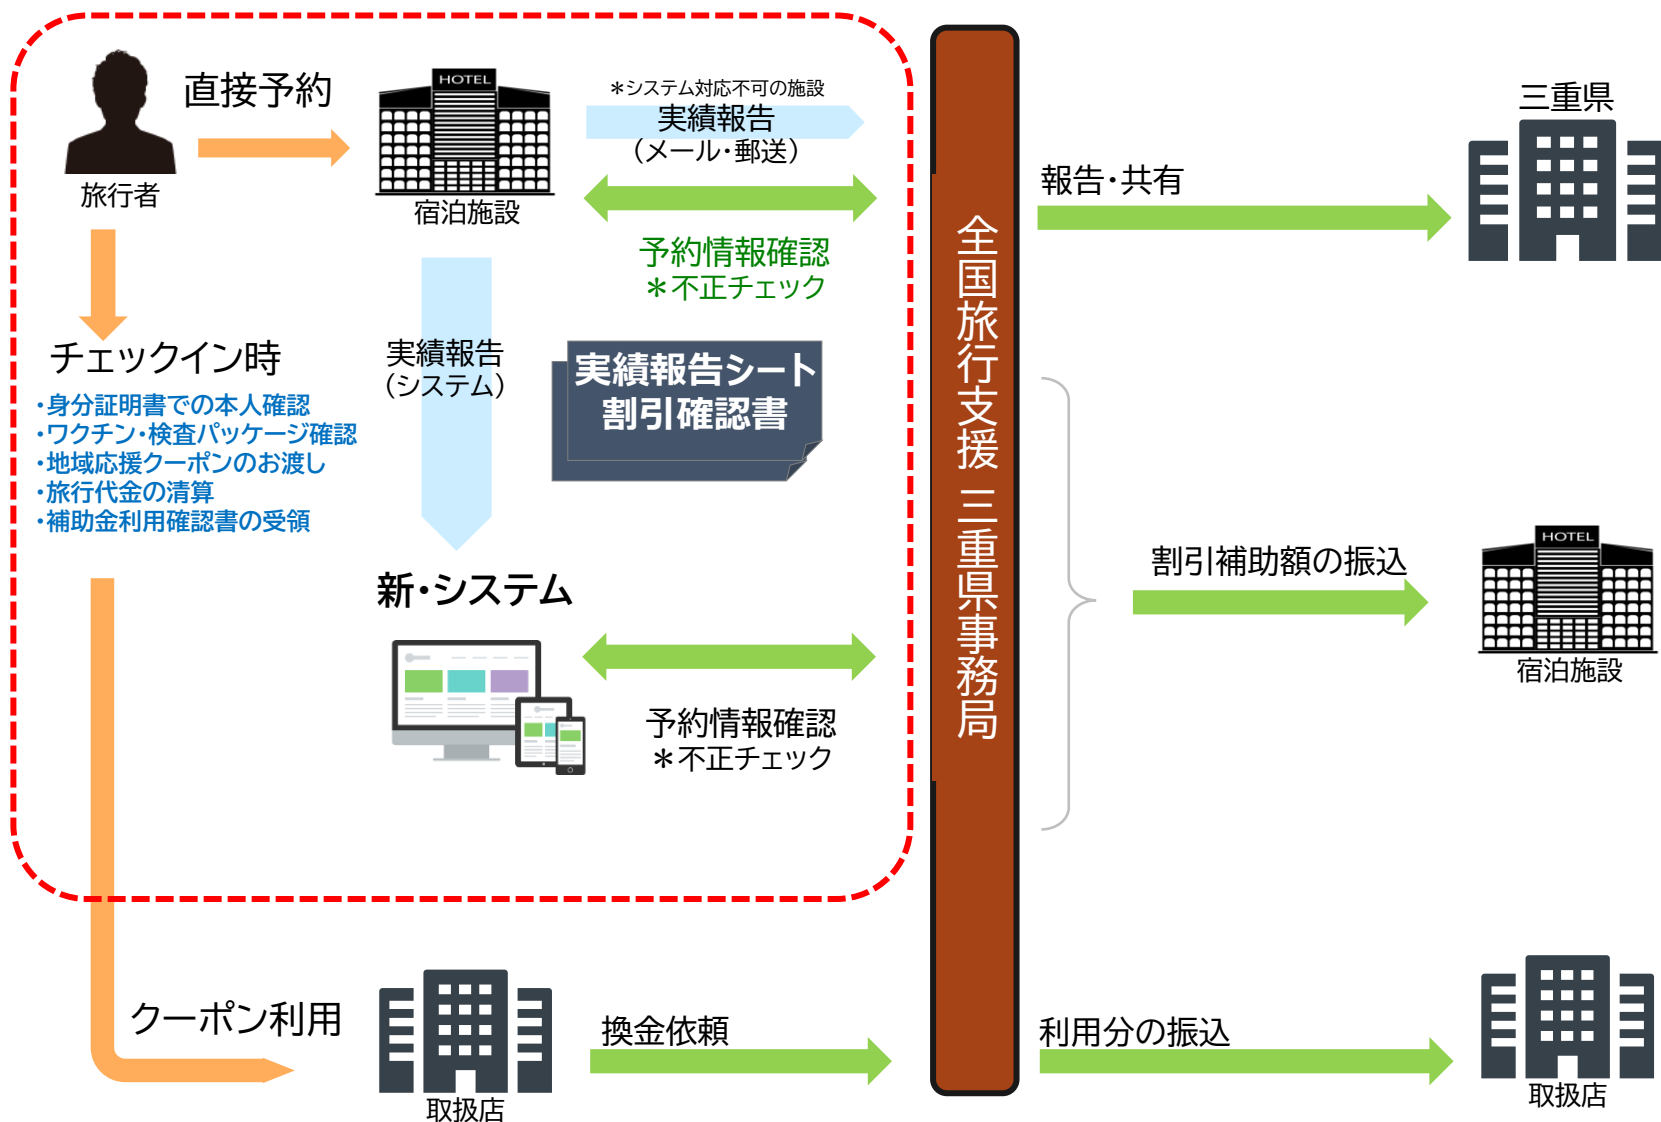 直接予約
旅行者
HOTEL
宿泊施設
＊システム対応不可の施設
実績報告
（メール・郵送）
予約情報確認
＊不正チェック
チェックイン時
・身分証明書での本人確認
・ワクチン・検査パッケージ確認
・地域応援クーポンのお渡し
・旅行代金の清算
・補助金利用確認書の受領
実績報告
（システム）
実績報告シート
割引確認書
新・システム
予約情報確認
＊不正チェック
クーポン利用
取扱店
換金依頼
全国旅行支援 三重県事務局
報告・共有
三重県
割引補助額の振込
HOTEL
宿泊施設
利用分の振込
取扱店